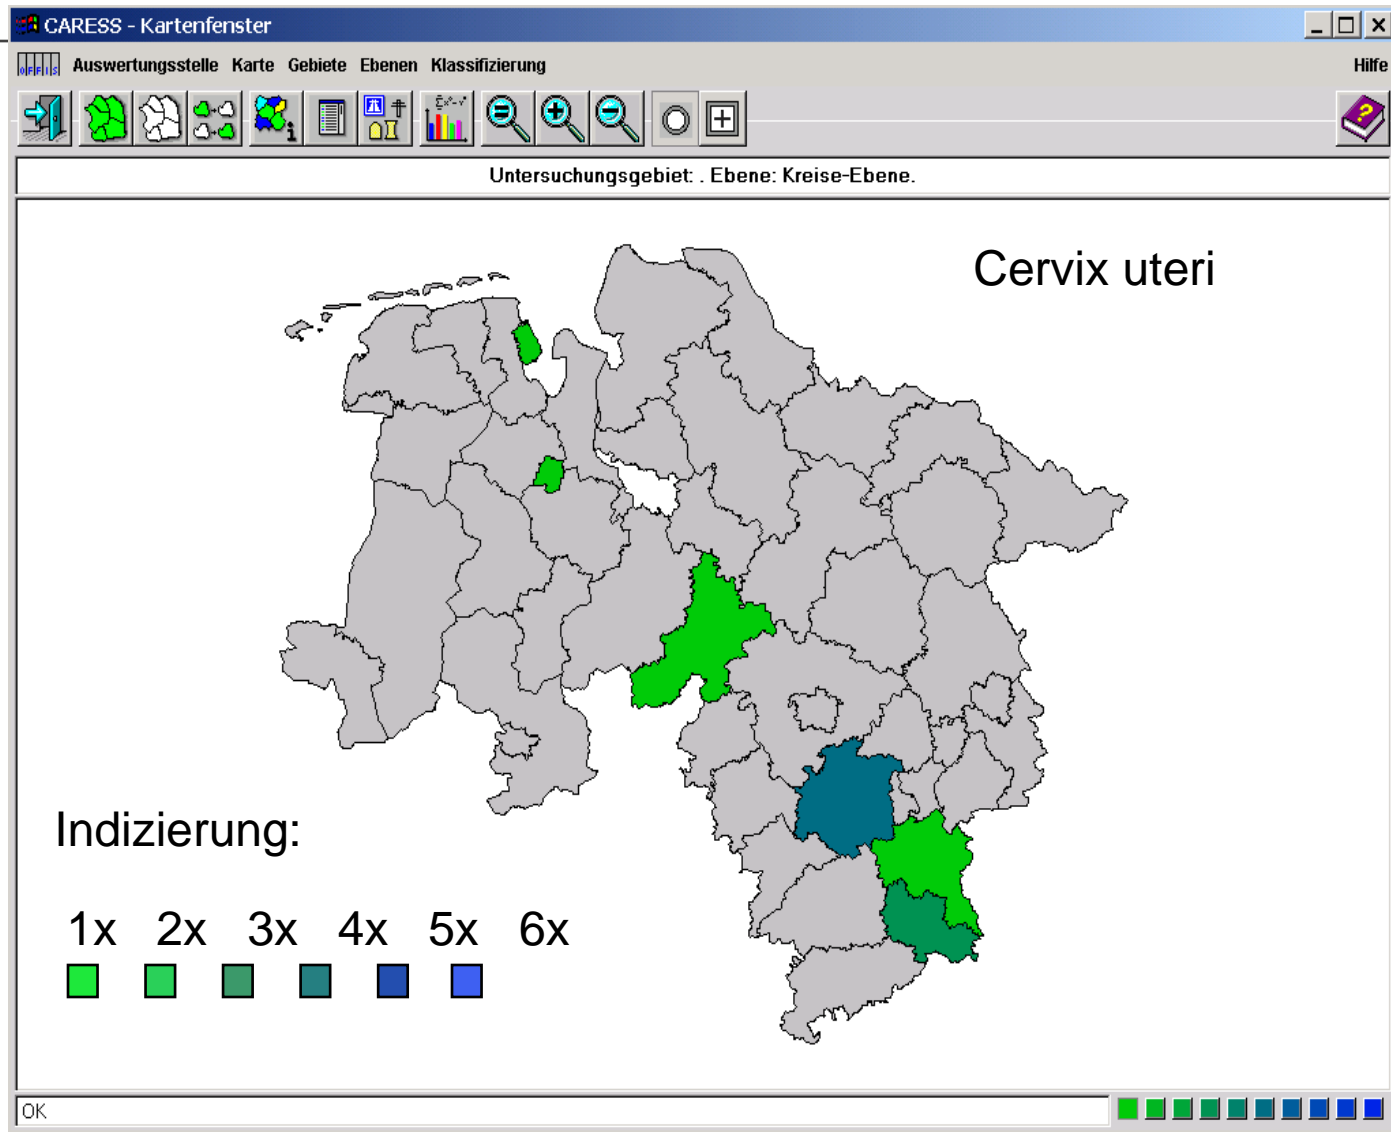 CARESS - Kartenfenster
OFFIS Auswertungsstelle Karte Gebiete Ebenen Klassifizierung Hilfe
Untersuchungsgebiet: . Ebene: Kreise-Ebene.
Cervix uteri
Indizierung:
1x 2x 3x 4x 5x 6x
OK